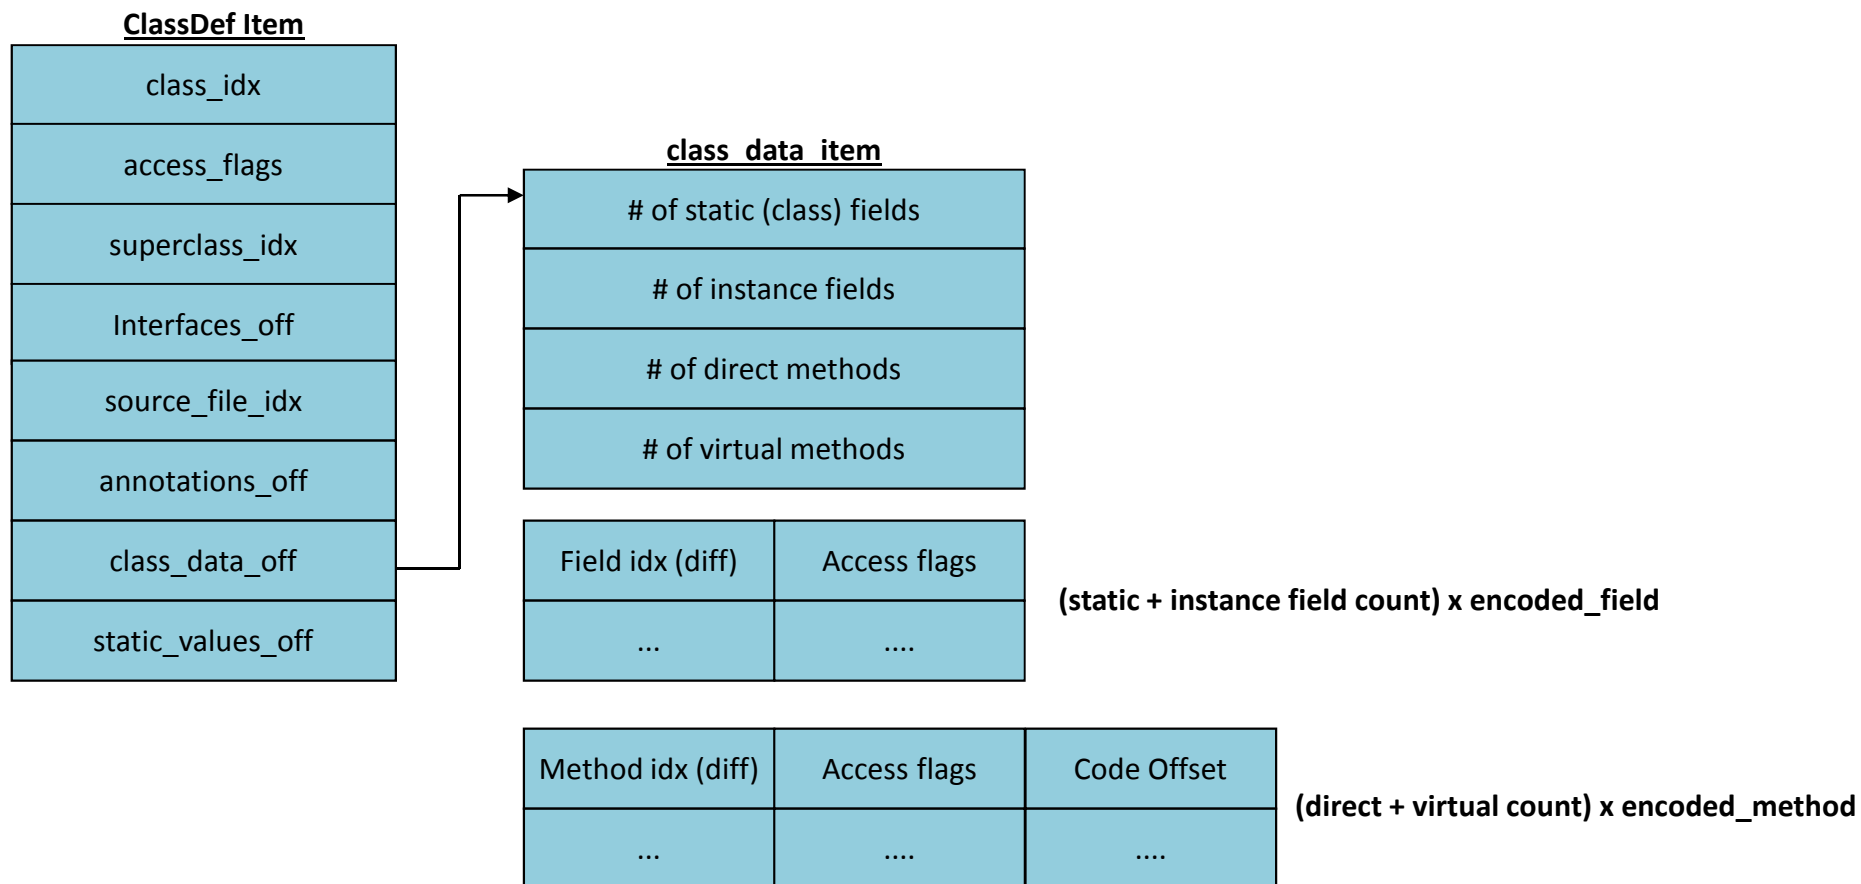 ClassDef Item
class_idx
access_flags
superclass_idx
Interfaces_off
source_file_idx
annotations_off
class_data_off
static_values_off
class_data_item
# of static (class) fields
# of instance fields
# of direct methods
# of virtual methods
Field idx (diff) Access flags
... ....
(static + instance field count) x encoded_field
Method idx (diff) Access flags Code Offset
... .... ....
(direct + virtual count) x encoded_method